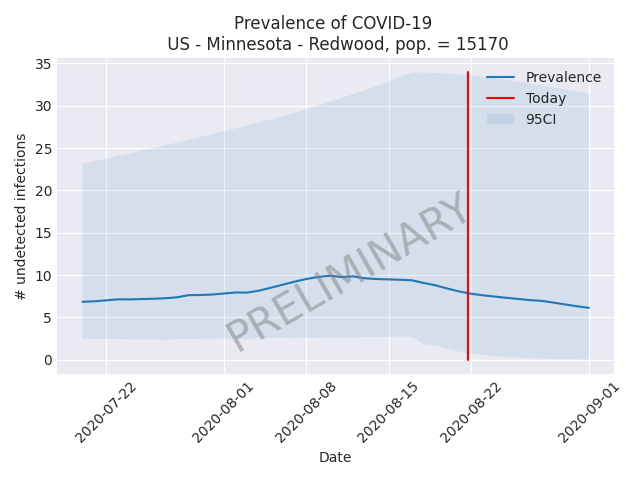 Prevalence of COVID-19
US - Minnesota - Redwood, pop. = 15170
35
30
25
20
15
10
5
0
# undetected infections
Prevalence
Today
95CI
PRELIMINARY
2020-07-22
2020-08-01
2020-08-08
2020-08-15
2020-08-22
2020-09-01
Date